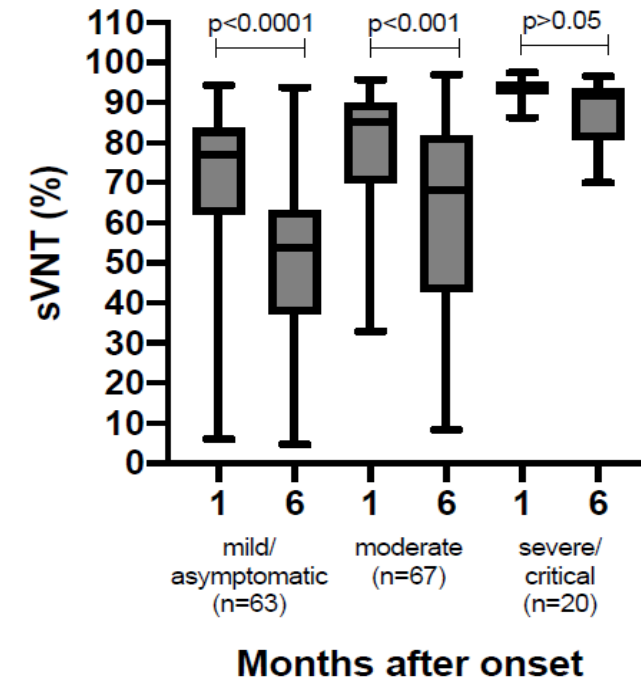 p<0.0001 p<0.001 p>0.05
110
100
90
80
70
60
50
40
30
20
10
0
sVNT (%)
1 6 1 6 1 6
mild/ moderate severe/
asymptomatic (n=67) critical
(n=63) (n=20)
Months after onset